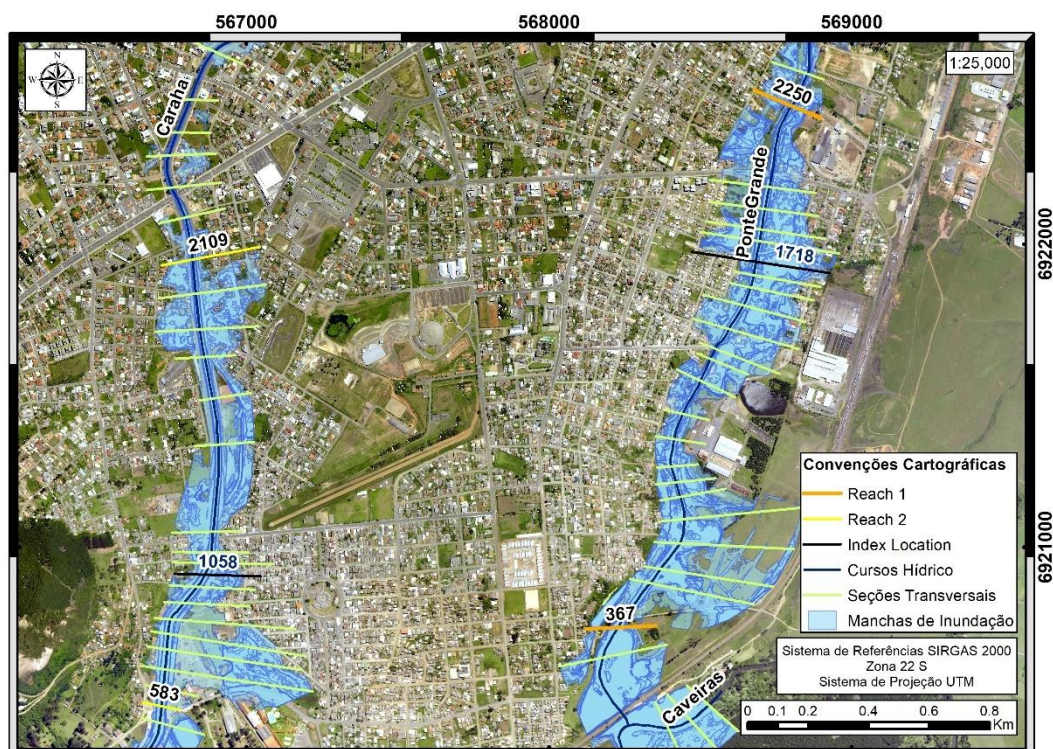 567000
568000
569000
N
W E
S
1:25,000
Caraha
2250
PonteGrande
2109
1718
6922000
1058
6921000
367
583
Caveiras
Convenções Cartográficas
Reach 1
Reach 2
Index Location
Cursos Hídrico
Seções Transversais
Manchas de Inundação
Sistema de Referências SIRGAS 2000
Zona 22 S
Sistema de Projeção UTM
0 0.2 0.4 0.6 0.8
Km